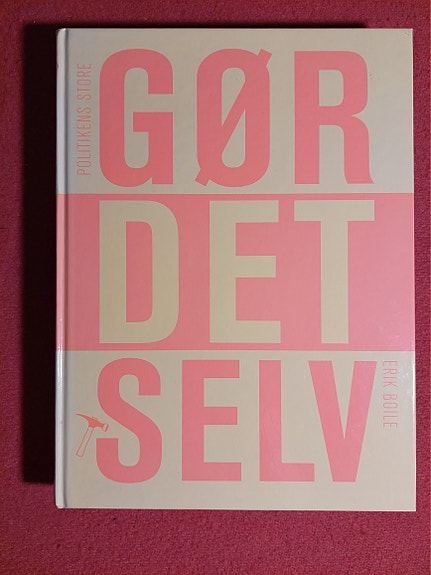 POLITIKENS STORE
GØR
DET
SELV
ERIK BOILE